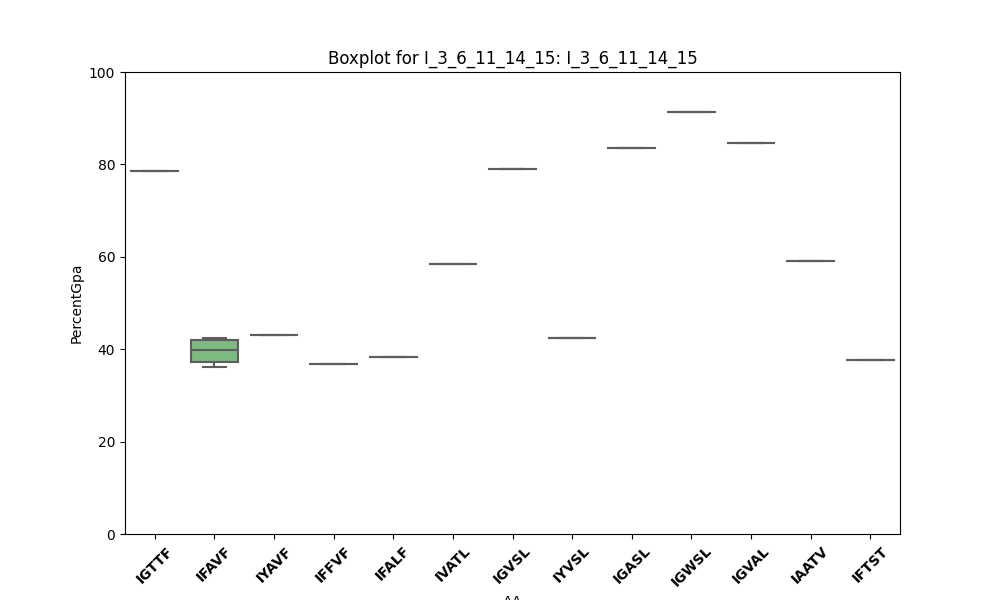 Boxplot for I_3_6_11_14_15: I_3_6_11_14_15
100
80
60
40
20
0
PercentGpa
IGTTF IFAVF IYAVF IFFVF IFALF IVATL IGVSL IYVSL IGASL IGWSL IGVAL IAATV IFTST
AA